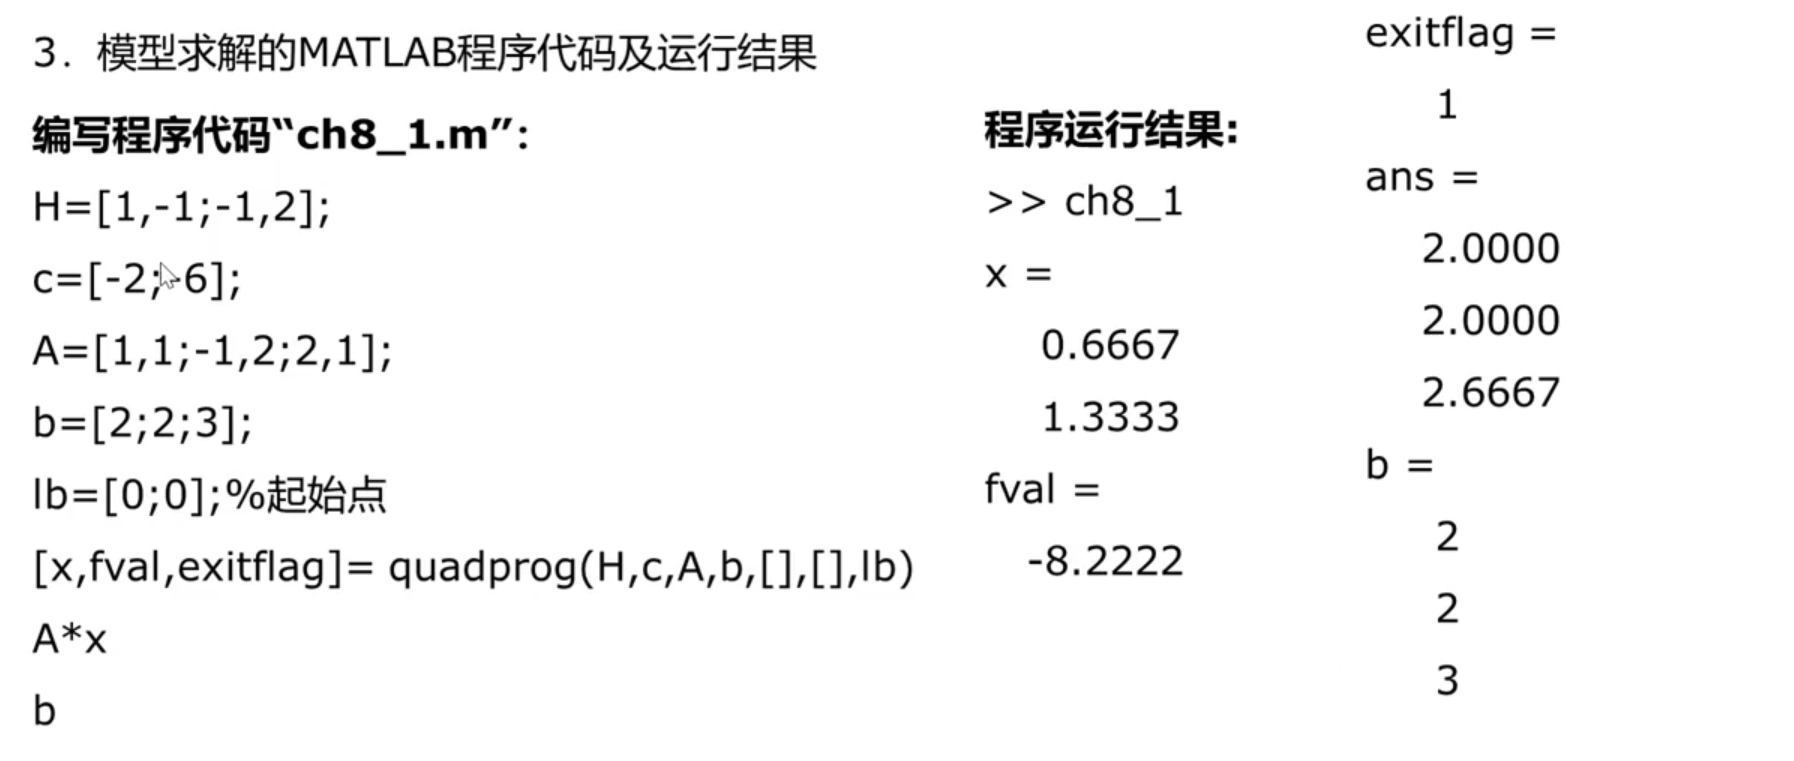 3．模型求解的MATLAB程序代码及运行结果
编写程序代码“ch8_1.m”:
H=[1,-1;-1,2];
c=[-2;-6];
A=[1,1;-1,2;2,1];
b=[2;2;3];
lb=[0;0];%起始点
[x,fval,exitflag]= quadprog(H,c,A,b,[],[],lb)
A*x
b
程序运行结果:
>> ch8_1
x =
0.6667
1.3333
fval =
-8.2222
exitflag =
1
ans =
2.0000
2.0000
2.6667
b =
2
2
3